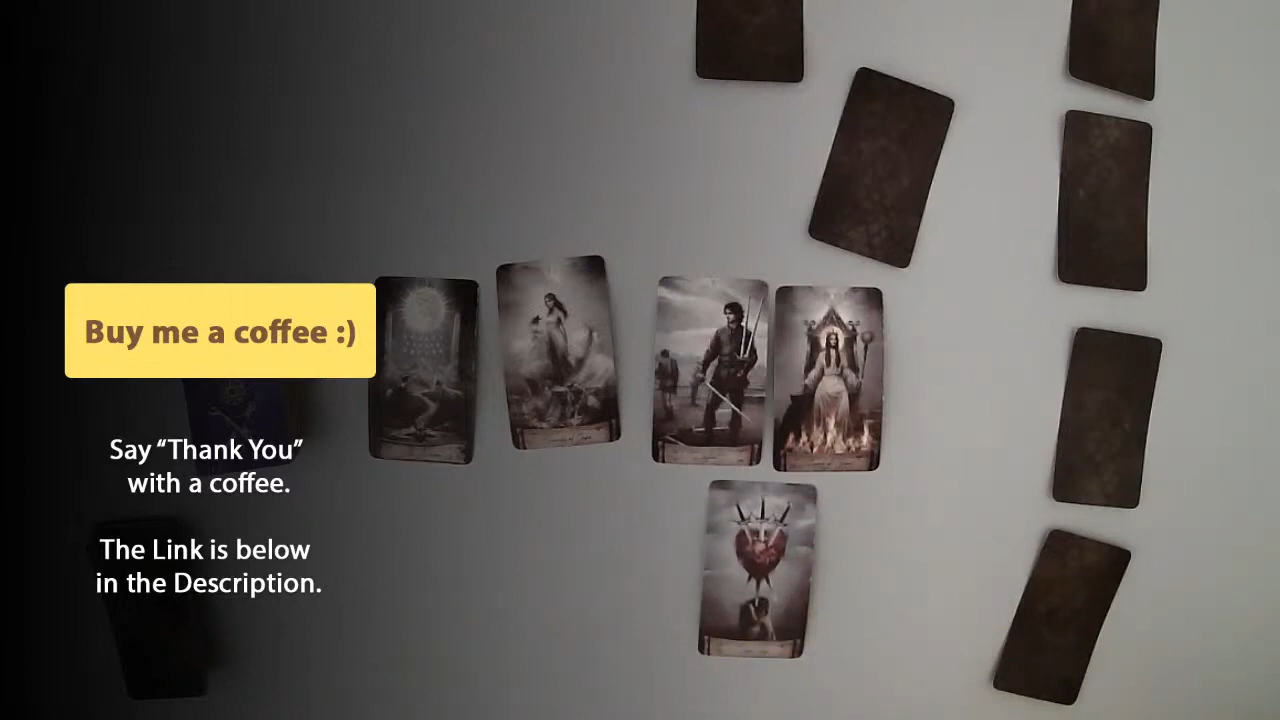 Buy me a coffee :)
Say “Thank You”
with a coffee.
The Link is below
in the Description.